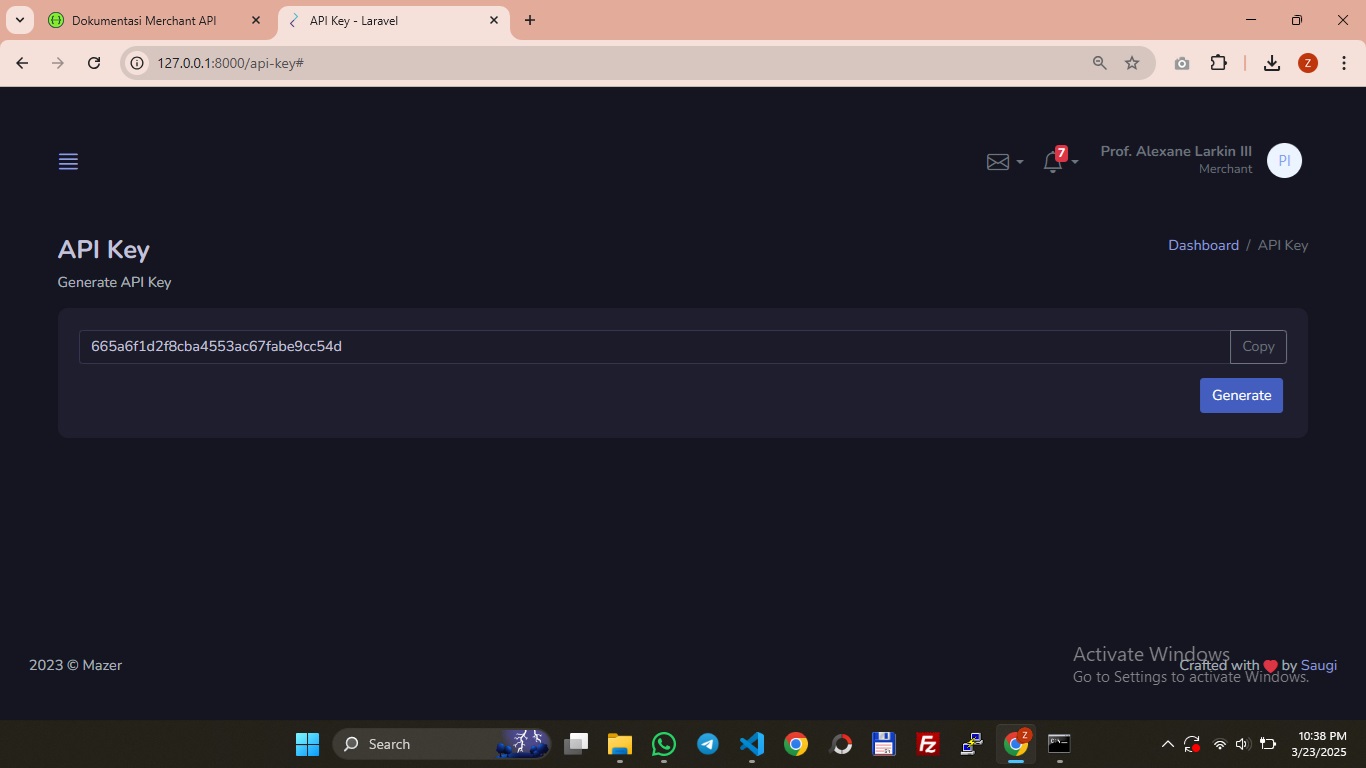 Dokumentasi Merchant API
API Key - Laravel
127.0.0.1:8000/api-key#
Z
7
Prof. Alexane Larkin III
Merchant
PI
API Key
Dashboard / API Key
Generate API Key
665a6f1d2f8cba4553ac67fabe9cc54d
Copy
Generate
Activate Windows
Go to Settings to activate Windows.
2023 © Mazer
Crafted with ❤ by Saugi
Search
Fz
Z
10:38 PM
3/23/2025